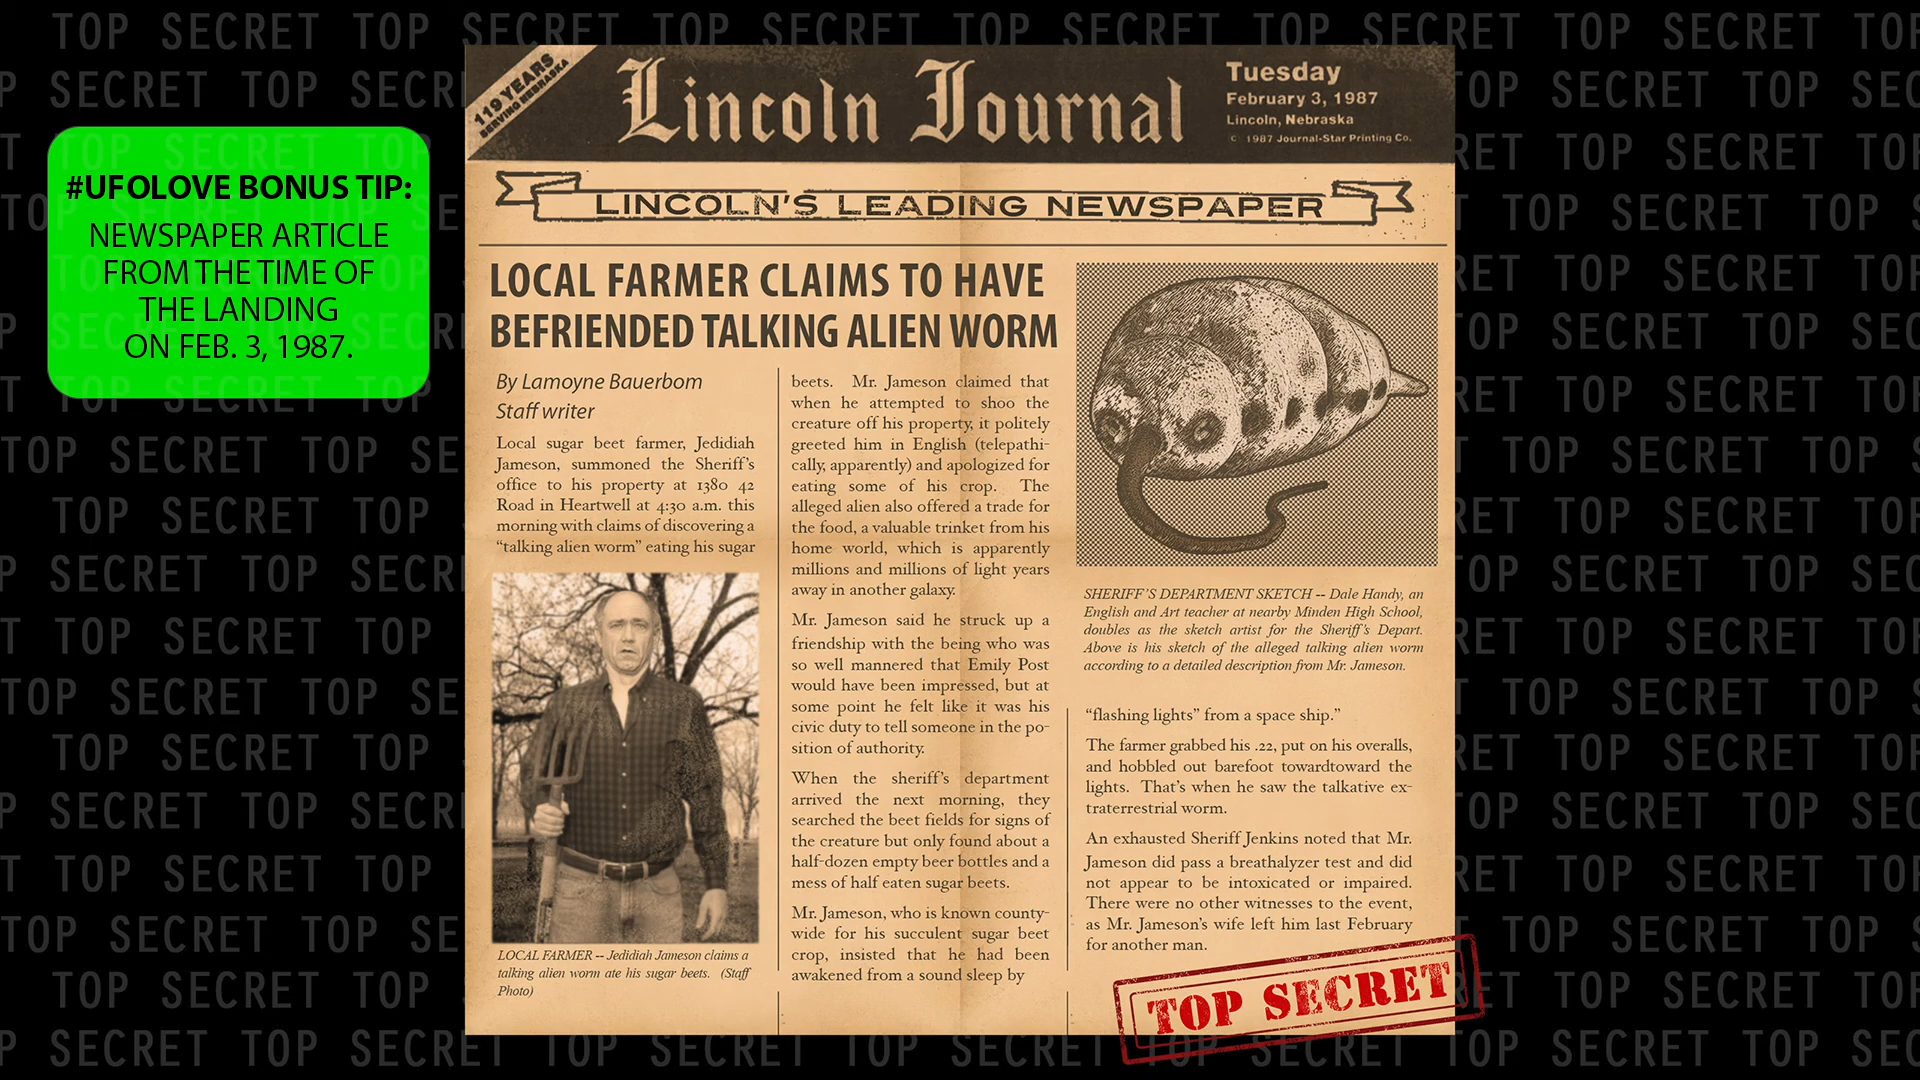 #UFOLOVE BONUS TIP:
NEWSPAPER ARTICLE
FROM THE TIME OF
THE LANDING
ON FEB. 3, 1987.
119 YEARS
SERVING NEBRASKA
Lincoln Journal
Tuesday
February 3, 1987
Lincoln, Nebraska
© 1987 Journal-Star Printing Co.
LINCOLN'S LEADING NEWSPAPER
LOCAL FARMER CLAIMS TO HAVE
BEFRIENDED TALKING ALIEN WORM
By Lamoyne Bauerbom
Staff writer
Local sugar beet farmer, Jedidiah
Jameson, summoned the Sheriff's
office to his property at 1380 42
Road in Heartwell at 4:30 a.m. this
morning with claims of discovering a
"talking alien worm" eating his sugar
LOCAL FARMER -- Jedidiah Jameson claims a
talking alien worm ate his sugar beets. (Staff
Photo)
beets. Mr. Jameson claimed that
when he attempted to shoo the
creature off his property, it politely
greeted him in English (telepathi-
cally, apparently) and apologized for
eating some of his crop. The
alleged alien also offered a trade for
the food, a valuable trinket from his
home world, which is apparently
millions and millions of light years
away in another galaxy.
Mr. Jameson said he struck up a
friendship with the being who was
so well mannered that Emily Post
would have been impressed, but at
some point he felt like it was his
civic duty to tell someone in the po-
sition of authority.
When the sheriff's department
arrived the next morning, they
searched the beet fields for signs of
the creature but only found about a
half-dozen empty beer bottles and a
mess of half eaten sugar beets.
Mr. Jameson, who is known county-
wide for his succulent sugar beet
crop, insisted that he had been
awakened from a sound sleep by
SHERIFF'S DEPARTMENT SKETCH -- Dale Handy, an
English and Art teacher at nearby Minden High School,
doubles as the sketch artist for the Sheriff's Depart.
Above is his sketch of the alleged talking alien worm
according to a detailed description from Mr. Jameson.
"flashing lights" from a space ship."
The farmer grabbed his .22, put on his overalls,
and hobbled out barefoot towardtoward the
lights. That's when he saw the talkative ex-
traterrestrial worm.
An exhausted Sheriff Jenkins noted that Mr.
Jameson did pass a breathalyzer test and did
not appear to be intoxicated or impaired.
There were no other witnesses to the event,
as Mr. Jameson's wife left him last February
for another man.
TOP SECRET